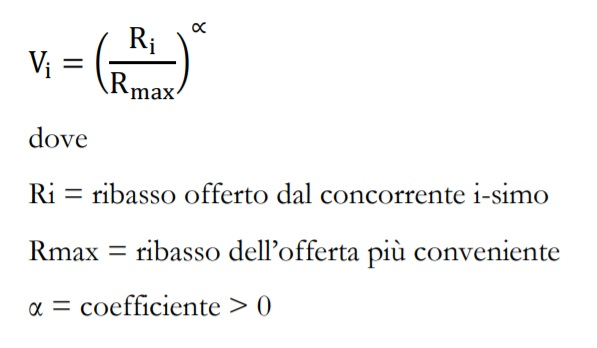 Vᵢ = (Rᵢ / Rₘₐₓ)^∝
dove
Ri = ribasso offerto dal concorrente i-simo
Rmax = ribasso dell’offerta più conveniente
∝ = coefficiente > 0